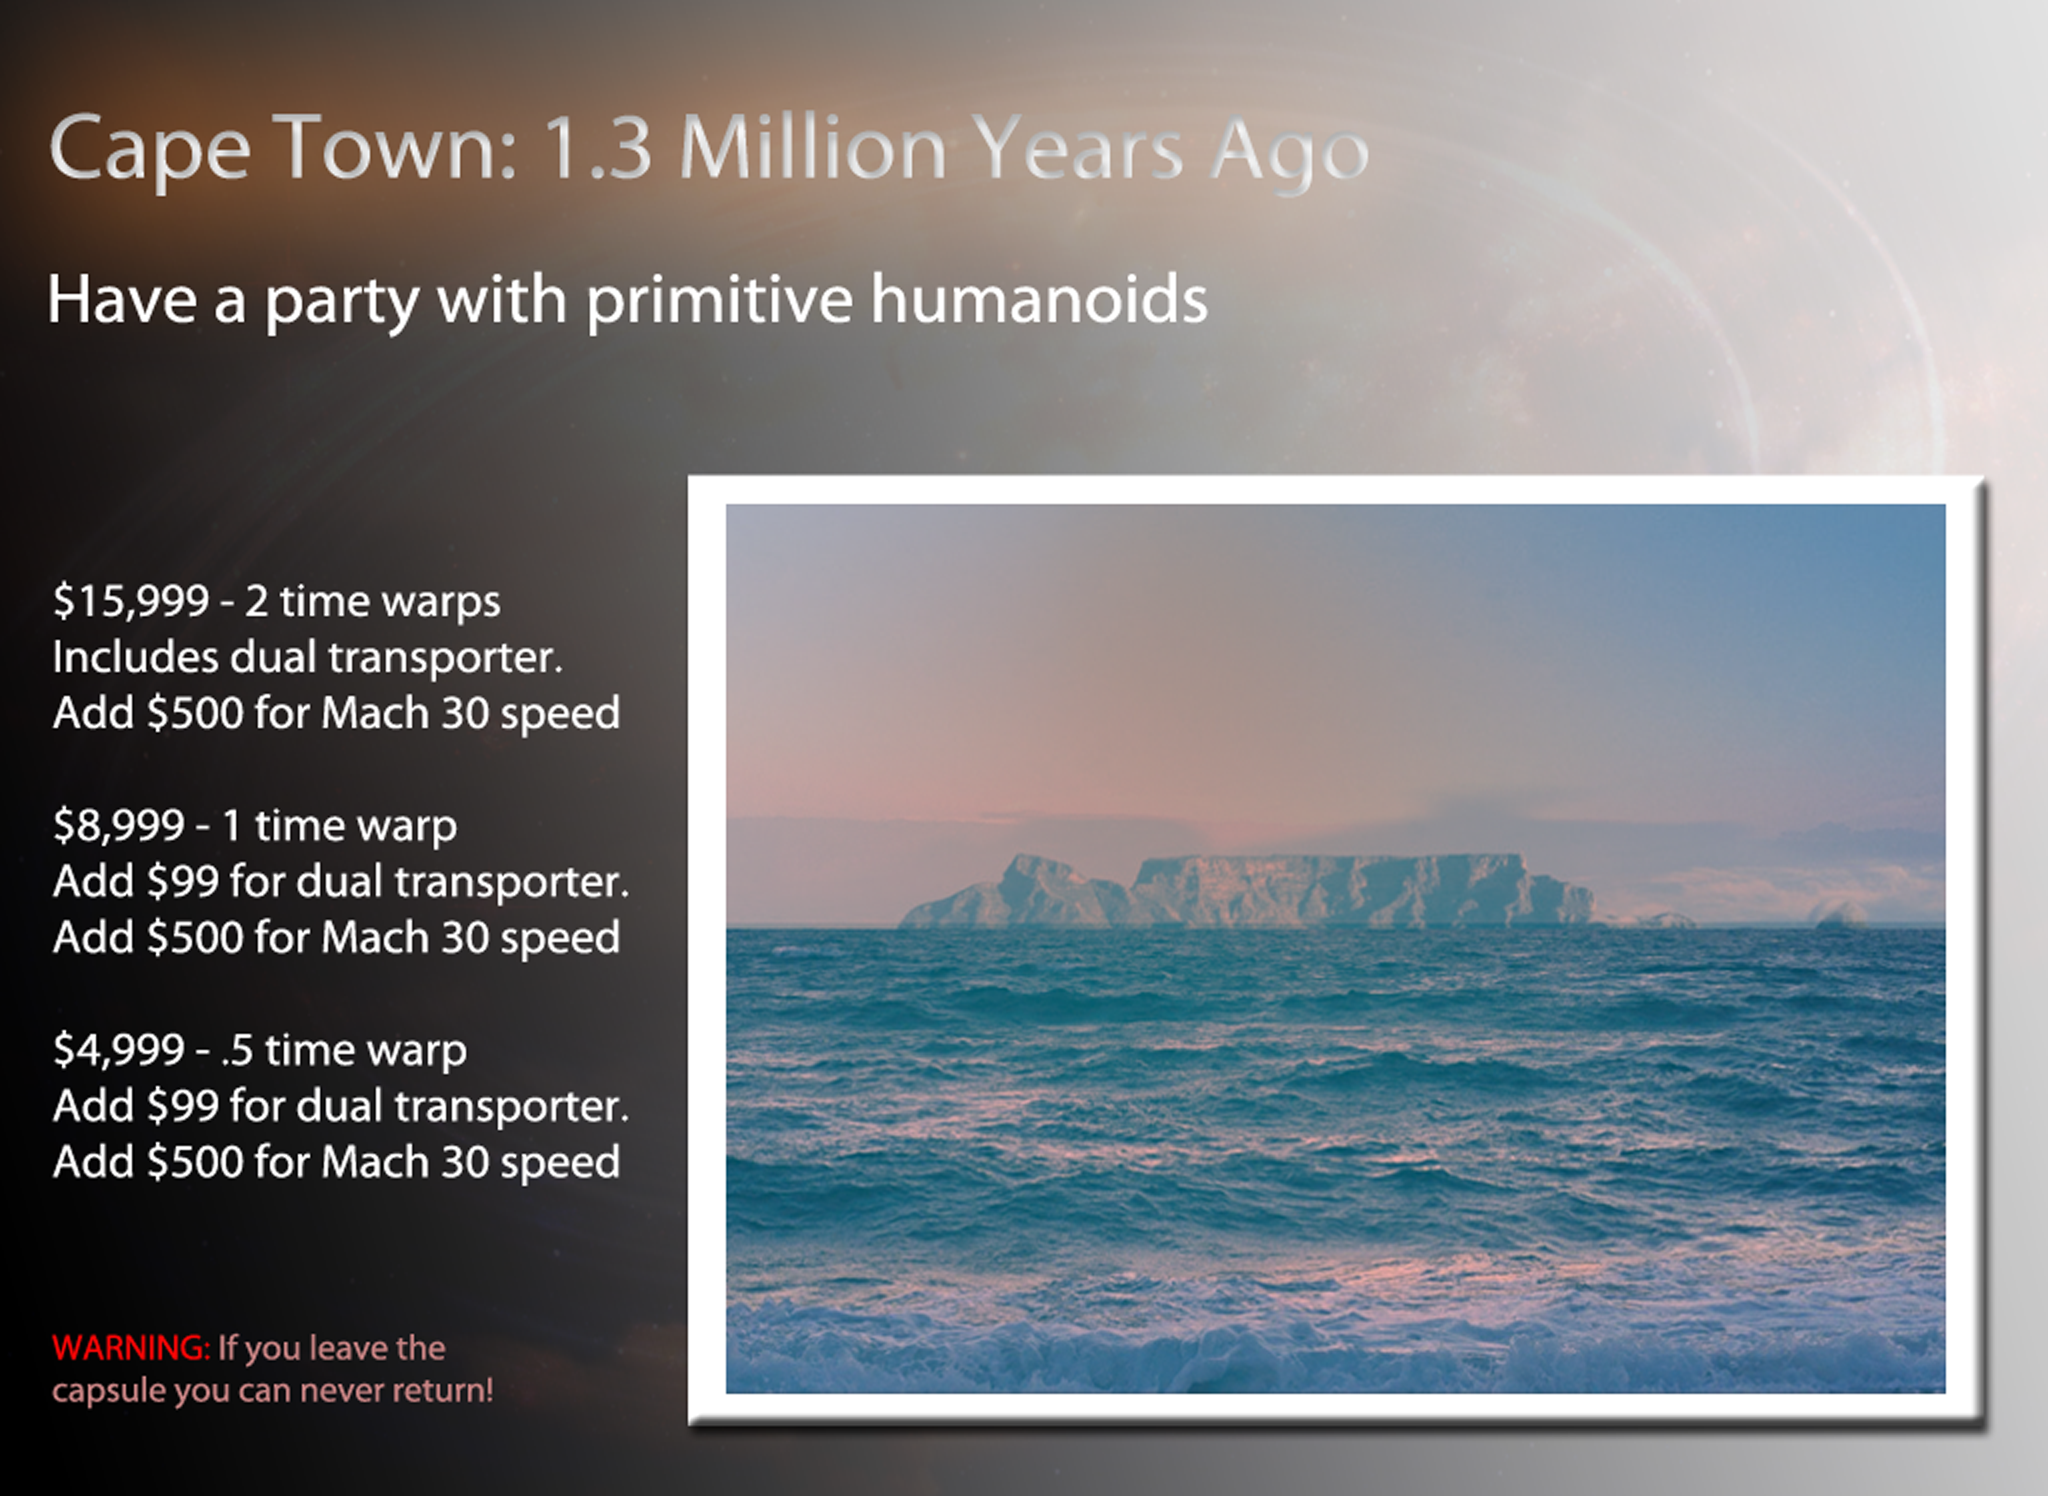 Cape Town: 1.3 Million Years Ago
Have a party with primitive humanoids
$15,999 - 2 time warps
Includes dual transporter.
Add $500 for Mach 30 speed
$8,999 - 1 time warp
Add $99 for dual transporter.
Add $500 for Mach 30 speed
$4,999 - .5 time warp
Add $99 for dual transporter.
Add $500 for Mach 30 speed
WARNING: If you leave the
capsule you can never return!